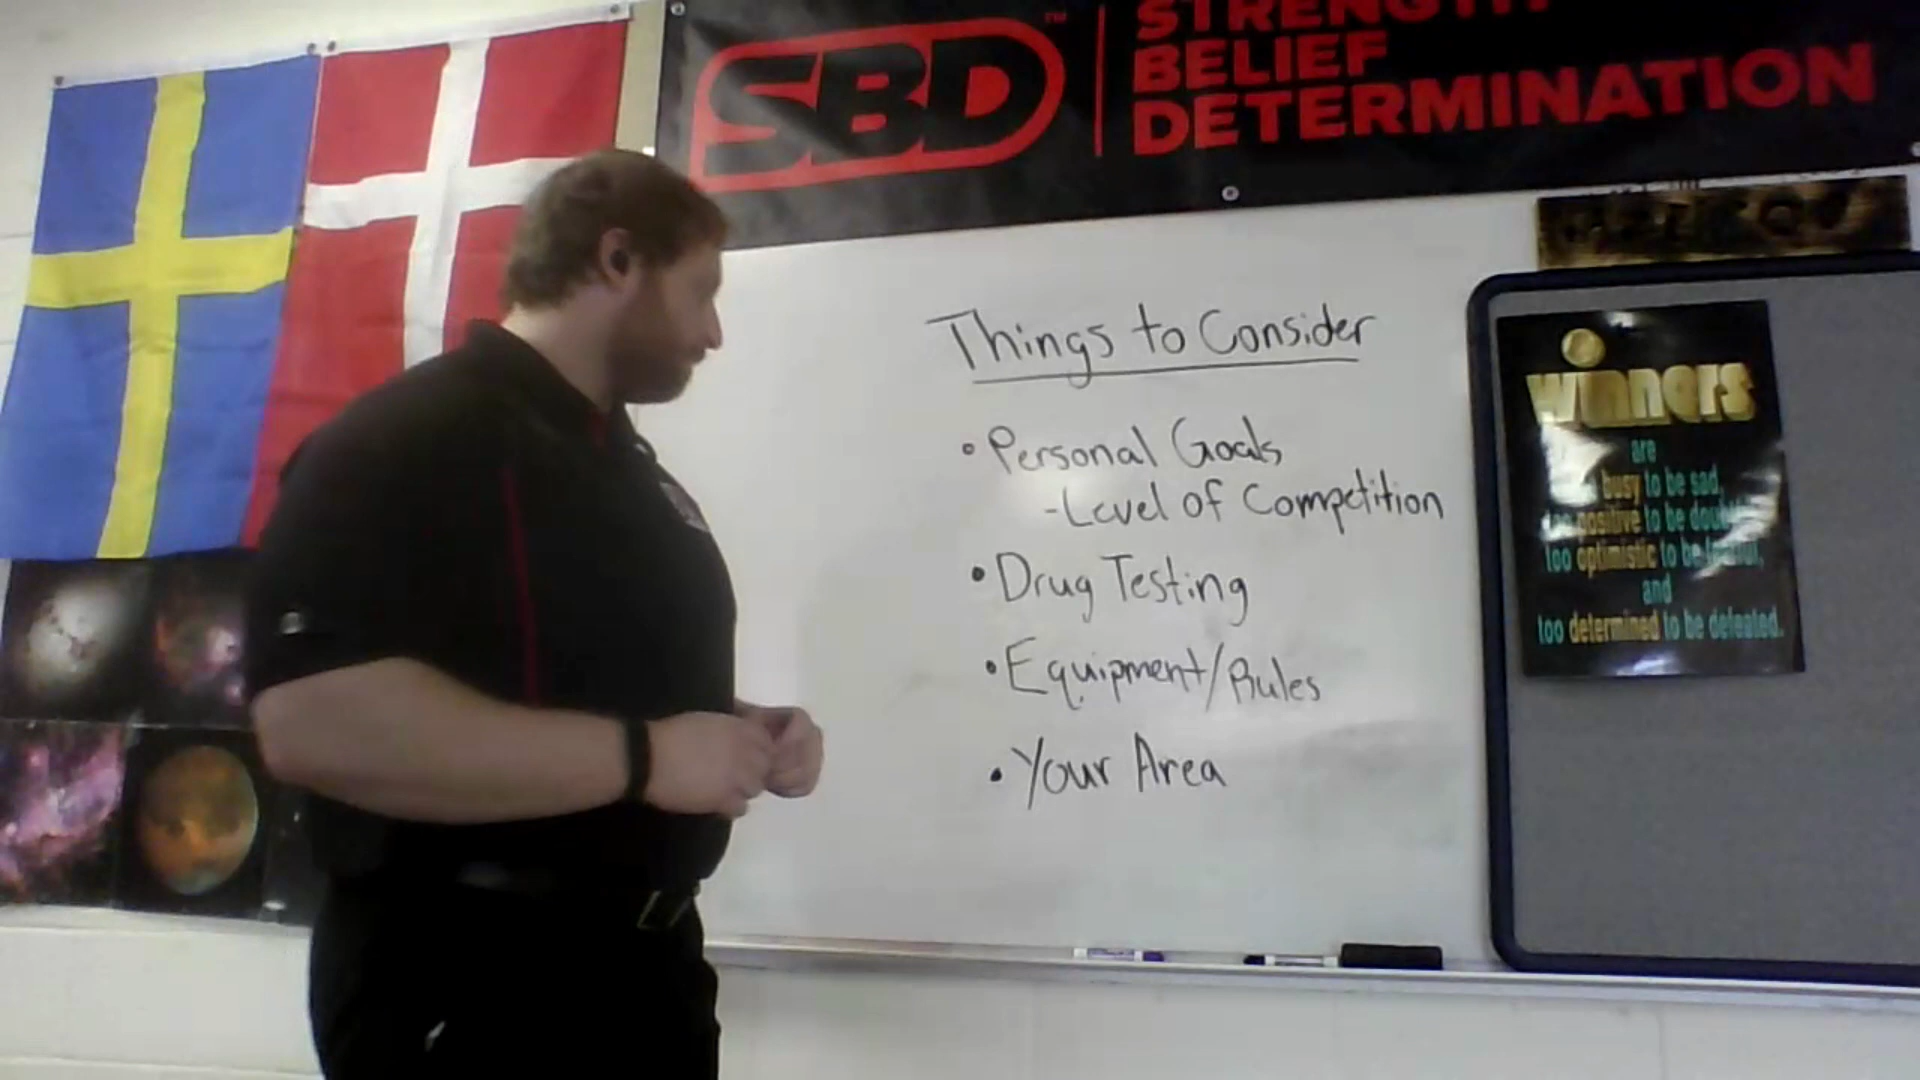 SBD™
STRENGTH
BELIEF
DETERMINATION
Things to Consider
• Personal Goals
- Level of Competition
• Drug Testing
• Equipment/Rules
• Your Area
winners
are
busy to be sad,
positive to be
too optimistic to be
and
too determined to be defeated.